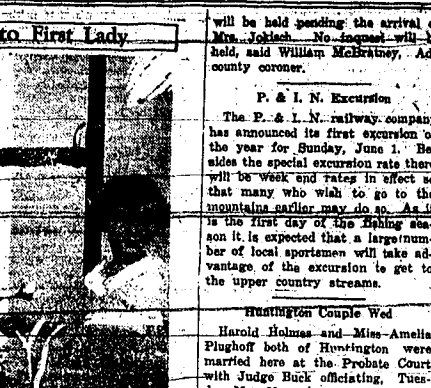 to First Lady
will be held pending the arrival
Mrs. Jokisch. No inquest will
held, said William McBratney, Ad
county coroner.
P. & I. N. Excursion
The P. & I. N. railway company
has announced its first excursion
the year for Sunday, June 1. Be
sides the special excursion rate there
will be week end rates in effect
that many who wish to go to the
mountains earlier may do so. As
is the first day of the fishing sea-
son it is expected that a large num-
ber of local sportsmen will take ad-
vantage of the excursion to get to
the upper country streams.
Huntington Couple Wed
Harold Holmes and Miss Amelia
Plughoff both of Huntington were
married here at the Probate Court
with Judge Buck officiating, Tues-